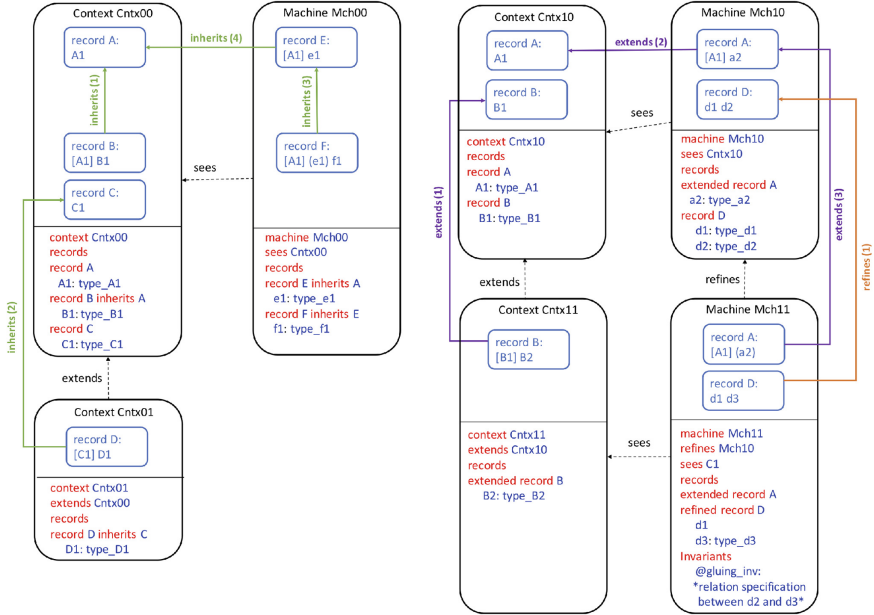 Context Cntx00
record A:
A1
inherits (1)
record B:
[A1] B1
record C:
C1
context Cntx00
records
record A
A1: type_A1
record B inherits A
B1: type_B1
record C
C1: type_C1
inherits (4)
sees
Machine Mch00
record E:
[A1] e1
inherits (3)
record F:
[A1] (e1) f1
machine Mch00
sees Cntx00
records
record E inherits A
e1: type_e1
record F inherits E
f1: type_f1
inherits (2)
extends
Context Cntx01
record D:
[C1] D1
context Cntx01
extends Cntx00
records
record D inherits C
D1: type_D1
Context Cntx10
record A:
A1
record B:
B1
context Cntx10
records
record A
A1: type_A1
record B
B1: type_B1
extends (2)
sees
Machine Mch10
record A:
[A1] a2
record D:
d1 d2
machine Mch10
sees Cntx10
records
extended record A
a2: type_a2
record D
d1: type_d1
d2: type_d2
extends (1)
extends (3)
refines (1)
extends
refines
Context Cntx11
record B:
[B1] B2
context Cntx11
extends Cntx10
records
extended record B
B2: type_B2
sees
Machine Mch11
record A:
[A1] (a2)
record D:
d1 d3
machine Mch11
refines Mch10
sees C1
records
extended record A
refined record D
d1
d3: type_d3
Invariants
@gluing_inv:
*relation specification
between d2 and d3*